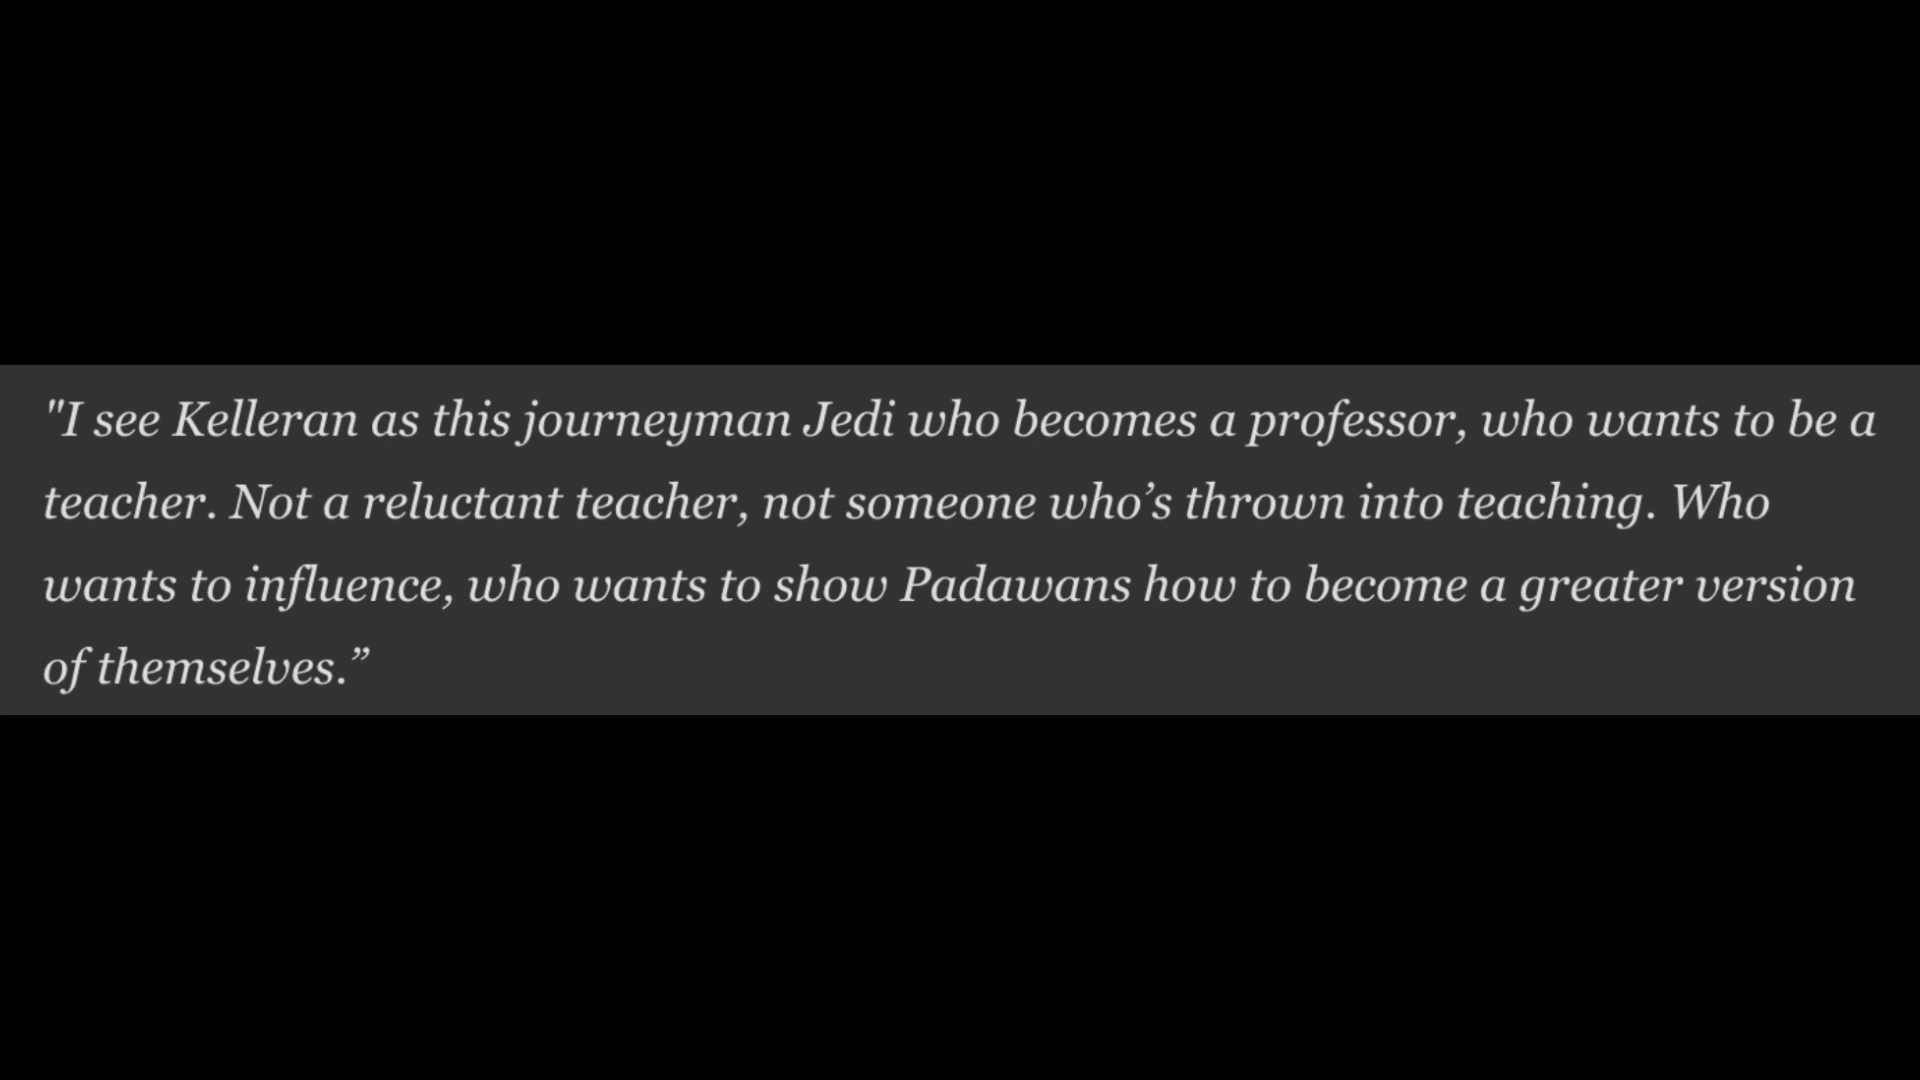 "I see Kelleran as this journeyman Jedi who becomes a professor, who wants to be a
teacher. Not a reluctant teacher, not someone who’s thrown into teaching. Who
wants to influence, who wants to show Padawans how to become a greater version
of themselves.”